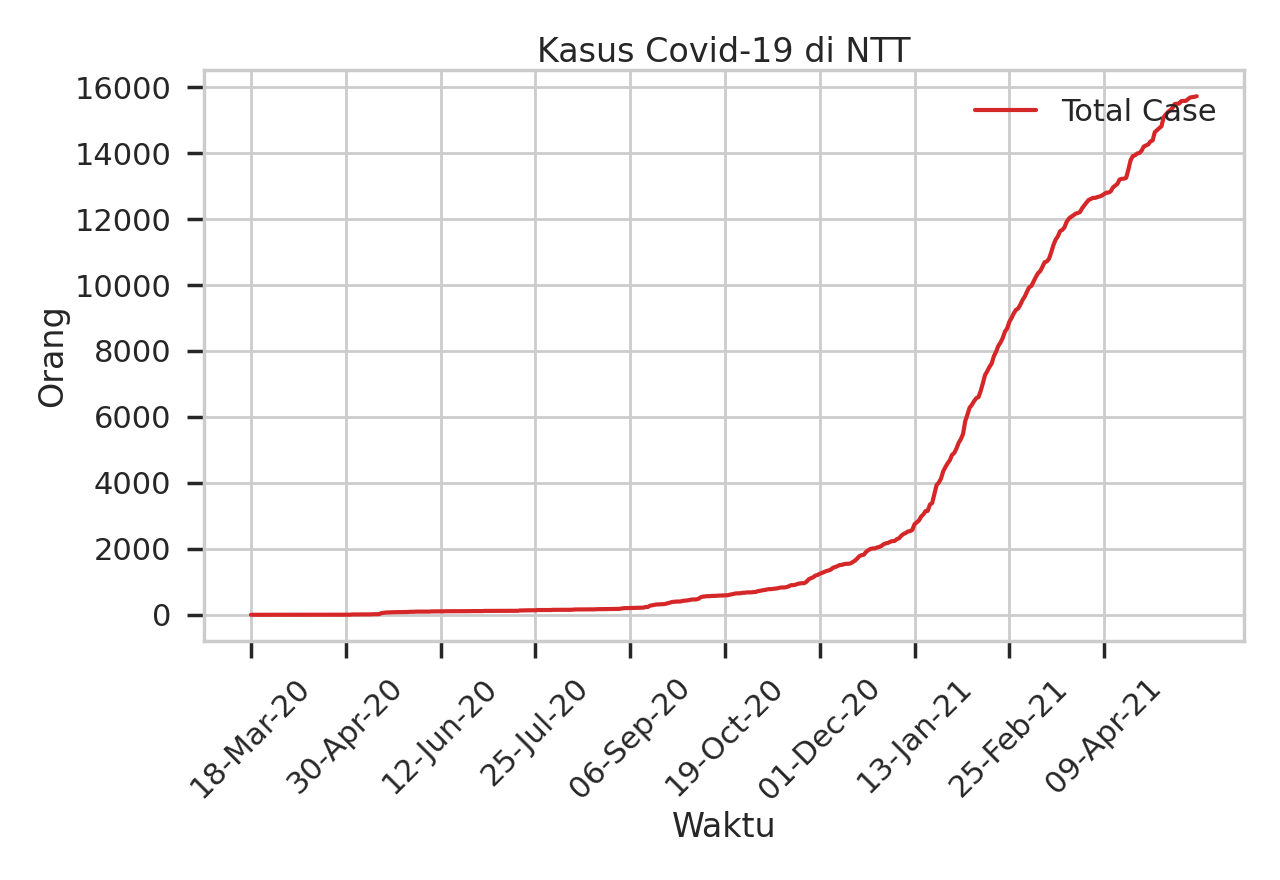 Kasus Covid-19 di NTT
Total Case
Orang
16000
14000
12000
10000
8000
6000
4000
2000
0
18-Mar-20
30-Apr-20
12-Jun-20
25-Jul-20
06-Sep-20
19-Oct-20
01-Dec-20
13-Jan-21
25-Feb-21
09-Apr-21
Waktu